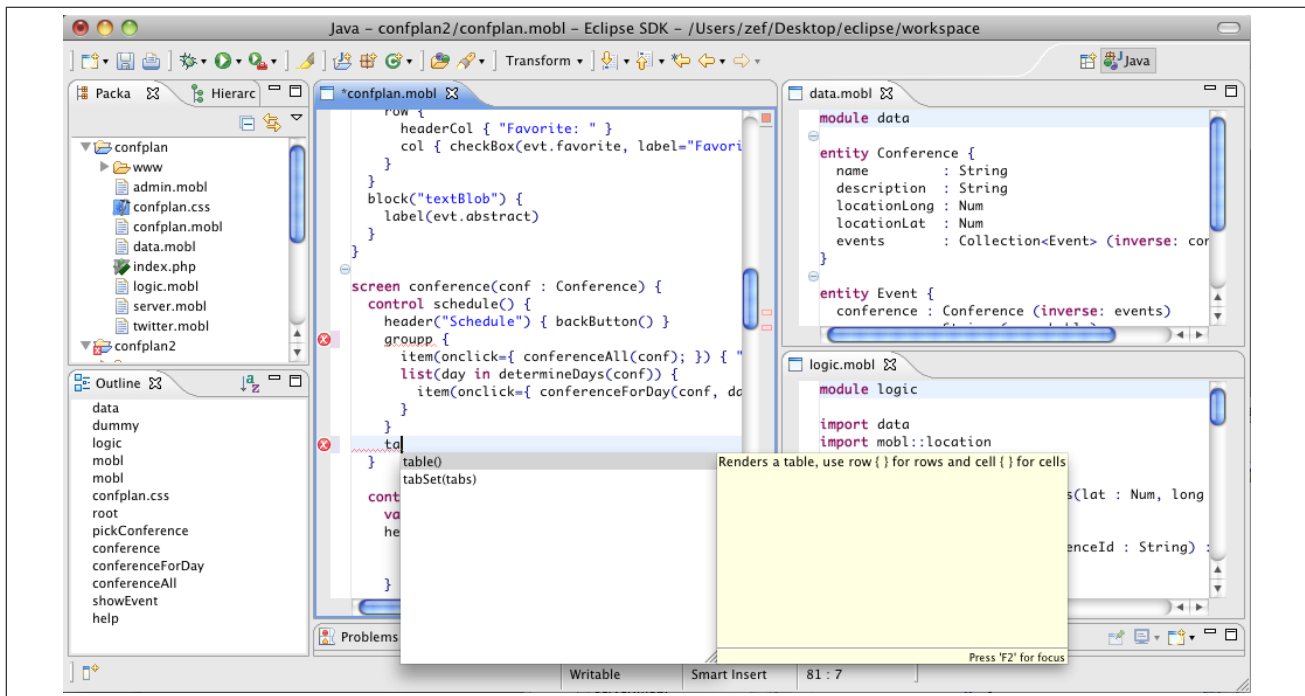 Java – confplan2/confplan.mobl – Eclipse SDK – /Users/zef/Desktop/eclipse/workspace
Transform
Java
Packa
Hierarc
confplan
www
admin.mobl
confplan.css
confplan.mobl
data.mobl
index.php
logic.mobl
server.mobl
twitter.mobl
confplan2
Outline
data
dummy
logic
mobl
mobl
confplan.css
root
pickConference
conference
conferenceForDay
conferenceAll
showEvent
help
*confplan.mobl
row {
headerCol { "Favorite: " }
col { checkBox(evt.favorite, label="Favori
}
}
block("textBlob") {
label(evt.abstract)
}
}
screen conference(conf : Conference) {
control schedule() {
header("Schedule") { backButton() }
groupp {
item(onclick={ conferenceAll(conf); }) { "
list(day in determineDays(conf)) {
item(onclick={ conferenceForDay(conf, da
}
}
ta
}
cont
va
he
}
table()
tabSet(tabs)
Renders a table, use row { } for rows and cell { } for cells
Press 'F2' for focus
data.mobl
module data
entity Conference {
name : String
description : String
locationLong : Num
locationLat : Num
events : Collection<Event> (inverse: cor
}
entity Event {
conference : Conference (inverse: events)
logic.mobl
module logic
import data
import mobl::location
s(lat : Num, long
enceId : String) :
Problems
Writable
Smart Insert
81 : 7